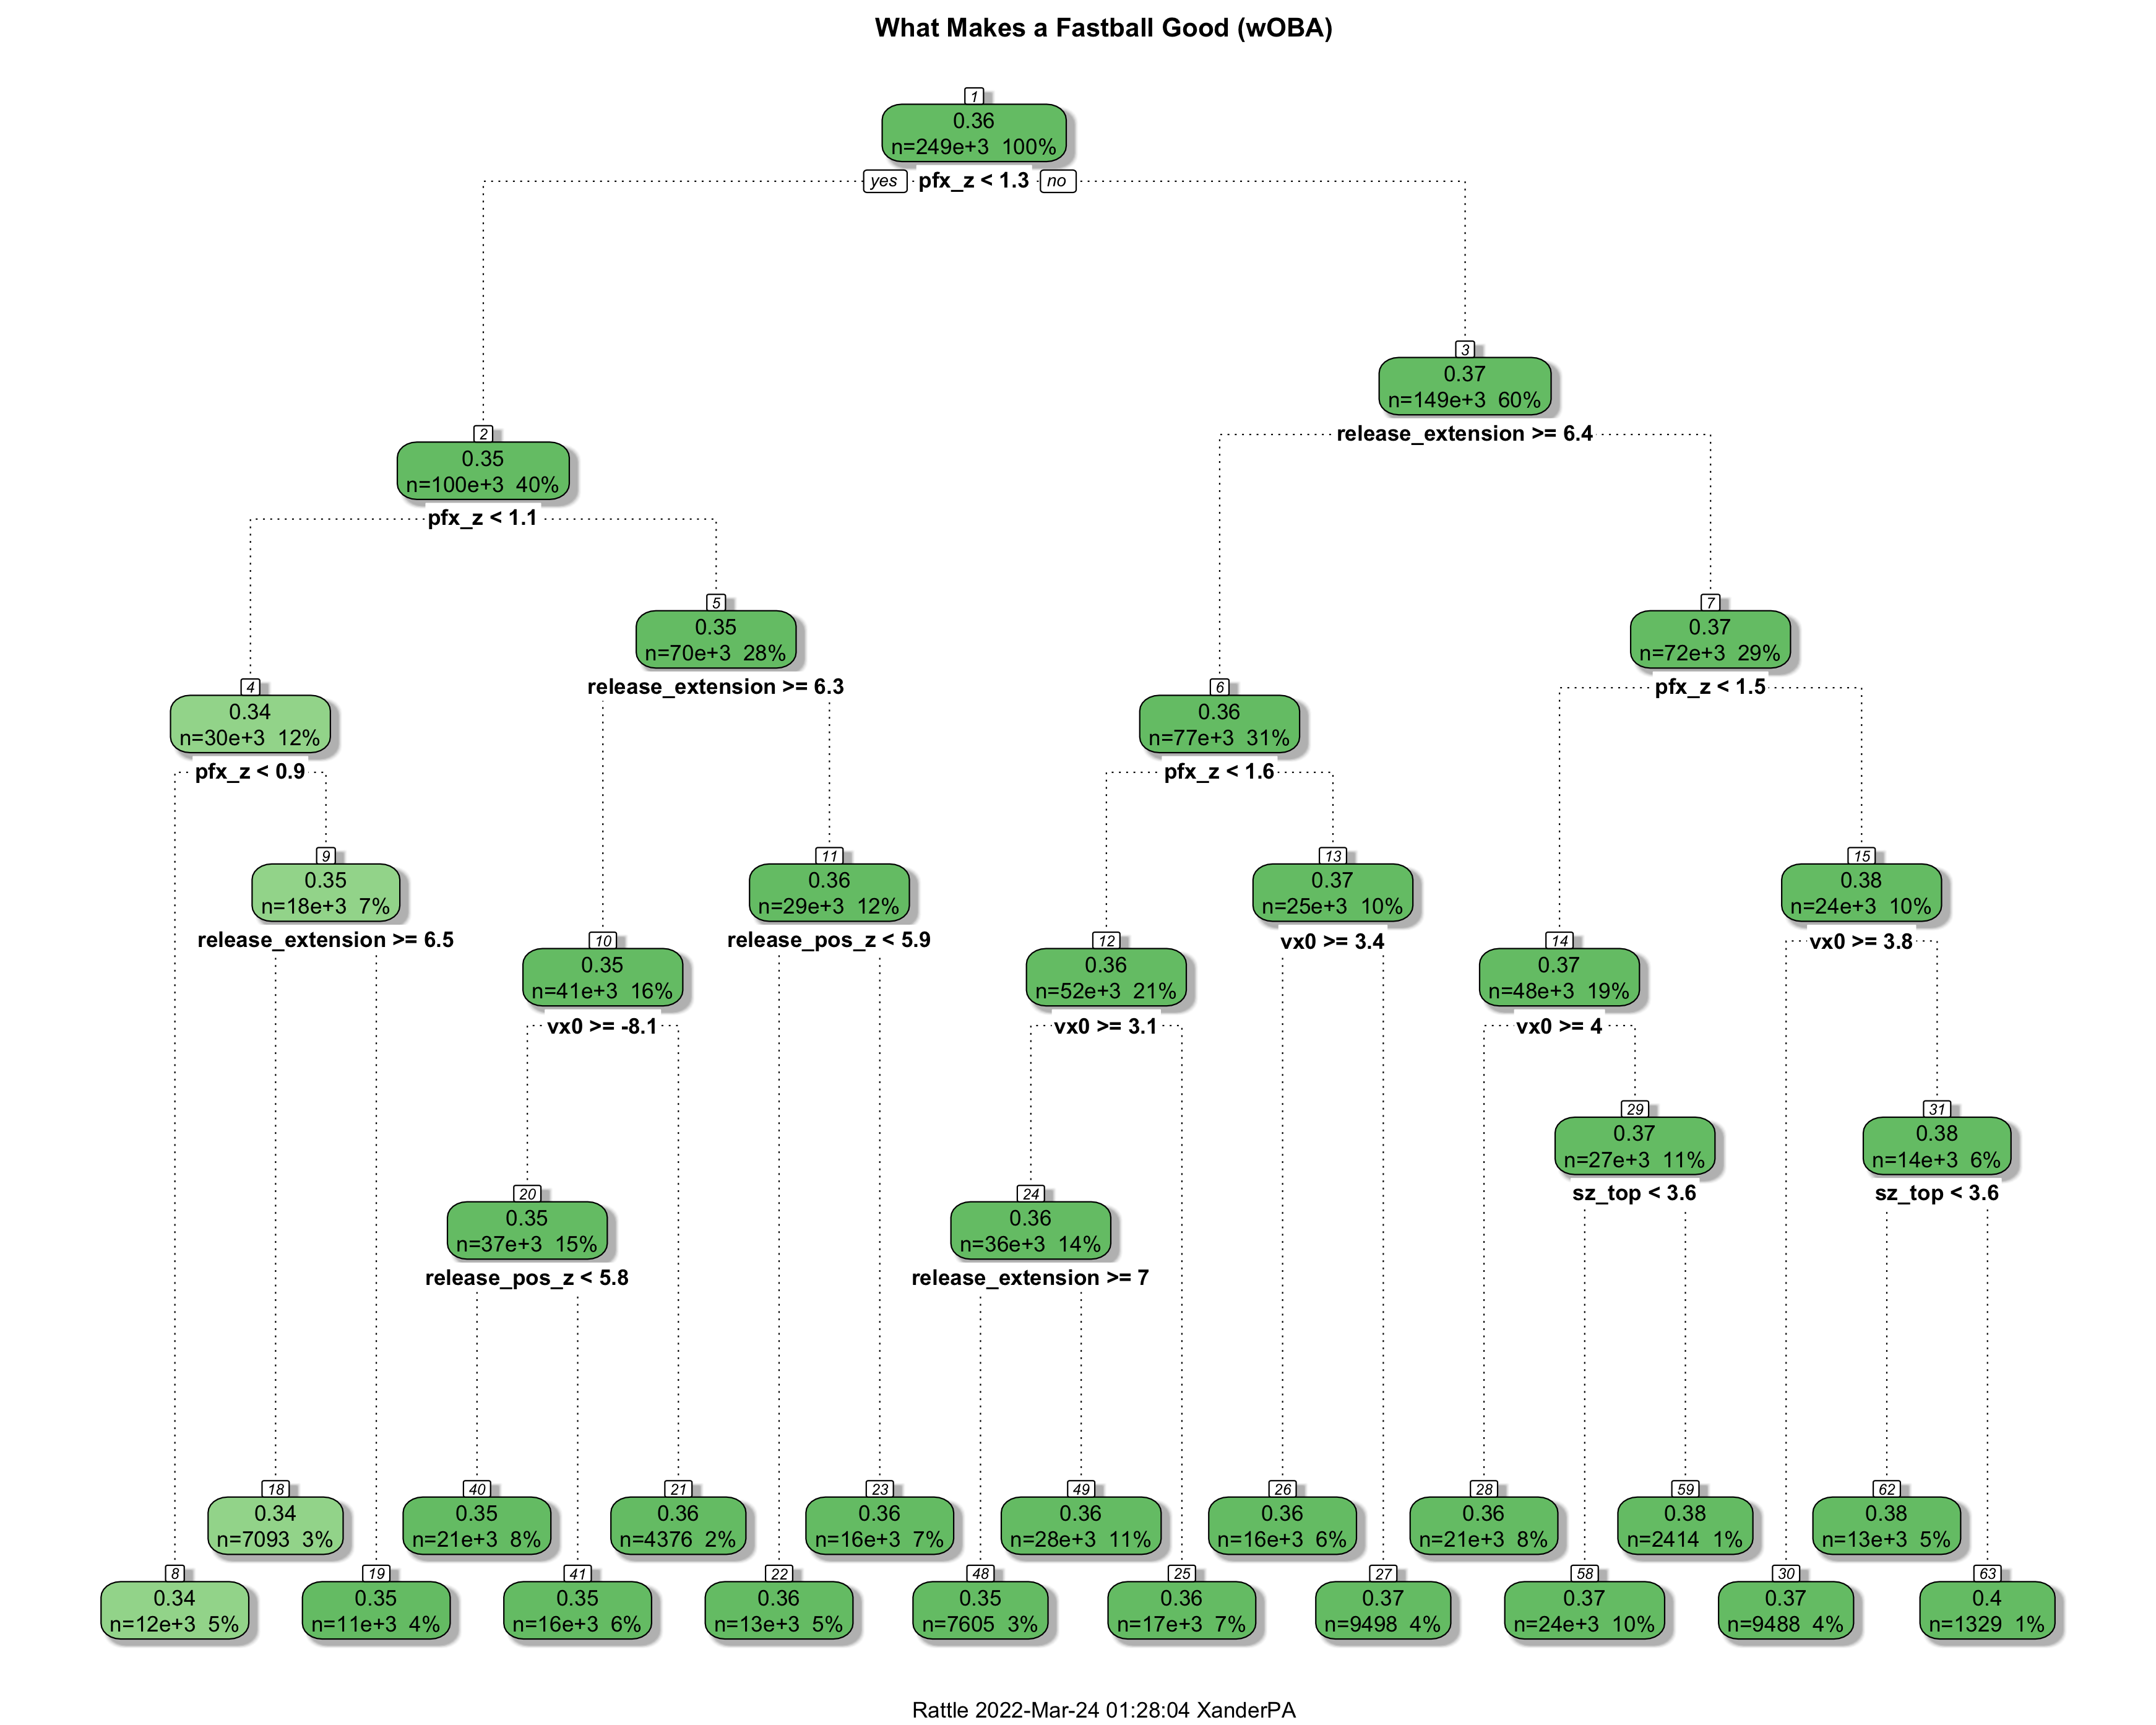 What Makes a Fastball Good (wOBA)
1
0.36
n=249e+3 100%
yes pfx_z < 1.3 no
3
0.37
n=149e+3 60%
release_extension >= 6.4
2
0.35
n=100e+3 40%
pfx_z < 1.1
5
0.35
n=70e+3 28%
release_extension >= 6.3
7
0.37
n=72e+3 29%
pfx_z < 1.5
4
0.34
n=30e+3 12%
pfx_z < 0.9
6
0.36
n=77e+3 31%
pfx_z < 1.6
9
0.35
n=18e+3 7%
release_extension >= 6.5
11
0.36
n=29e+3 12%
release_pos_z < 5.9
13
0.37
n=25e+3 10%
vx0 >= 3.4
15
0.38
n=24e+3 10%
vx0 >= 3.8
10
0.35
n=41e+3 16%
vx0 >= -8.1
12
0.36
n=52e+3 21%
vx0 >= 3.1
14
0.37
n=48e+3 19%
vx0 >= 4
29
0.37
n=27e+3 11%
sz_top < 3.6
31
0.38
n=14e+3 6%
sz_top < 3.6
20
0.35
n=37e+3 15%
release_pos_z < 5.8
24
0.36
n=36e+3 14%
release_extension >= 7
18
0.34
n=7093 3%
40
0.35
n=21e+3 8%
21
0.36
n=4376 2%
23
0.36
n=16e+3 7%
49
0.36
n=28e+3 11%
26
0.36
n=16e+3 6%
28
0.36
n=21e+3 8%
59
0.38
n=2414 1%
62
0.38
n=13e+3 5%
8
0.34
n=12e+3 5%
19
0.35
n=11e+3 4%
41
0.35
n=16e+3 6%
22
0.36
n=13e+3 5%
48
0.35
n=7605 3%
25
0.36
n=17e+3 7%
27
0.37
n=9498 4%
58
0.37
n=24e+3 10%
30
0.37
n=9488 4%
63
0.4
n=1329 1%
Rattle 2022-Mar-24 01:28:04 XanderPA